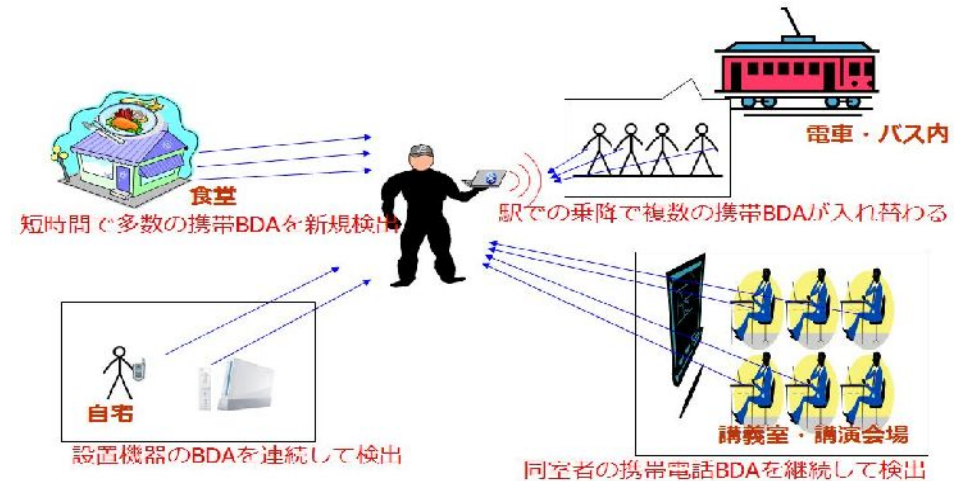 食堂
短時間で多数の携帯BDAを新規検出
電車・バス内
駅での乗降で複数の携帯BDAが入れ替わる
自宅
設置機器のBDAを連続して検出
講義室・講演会場
同室者の携帯電話BDAを継続して検出